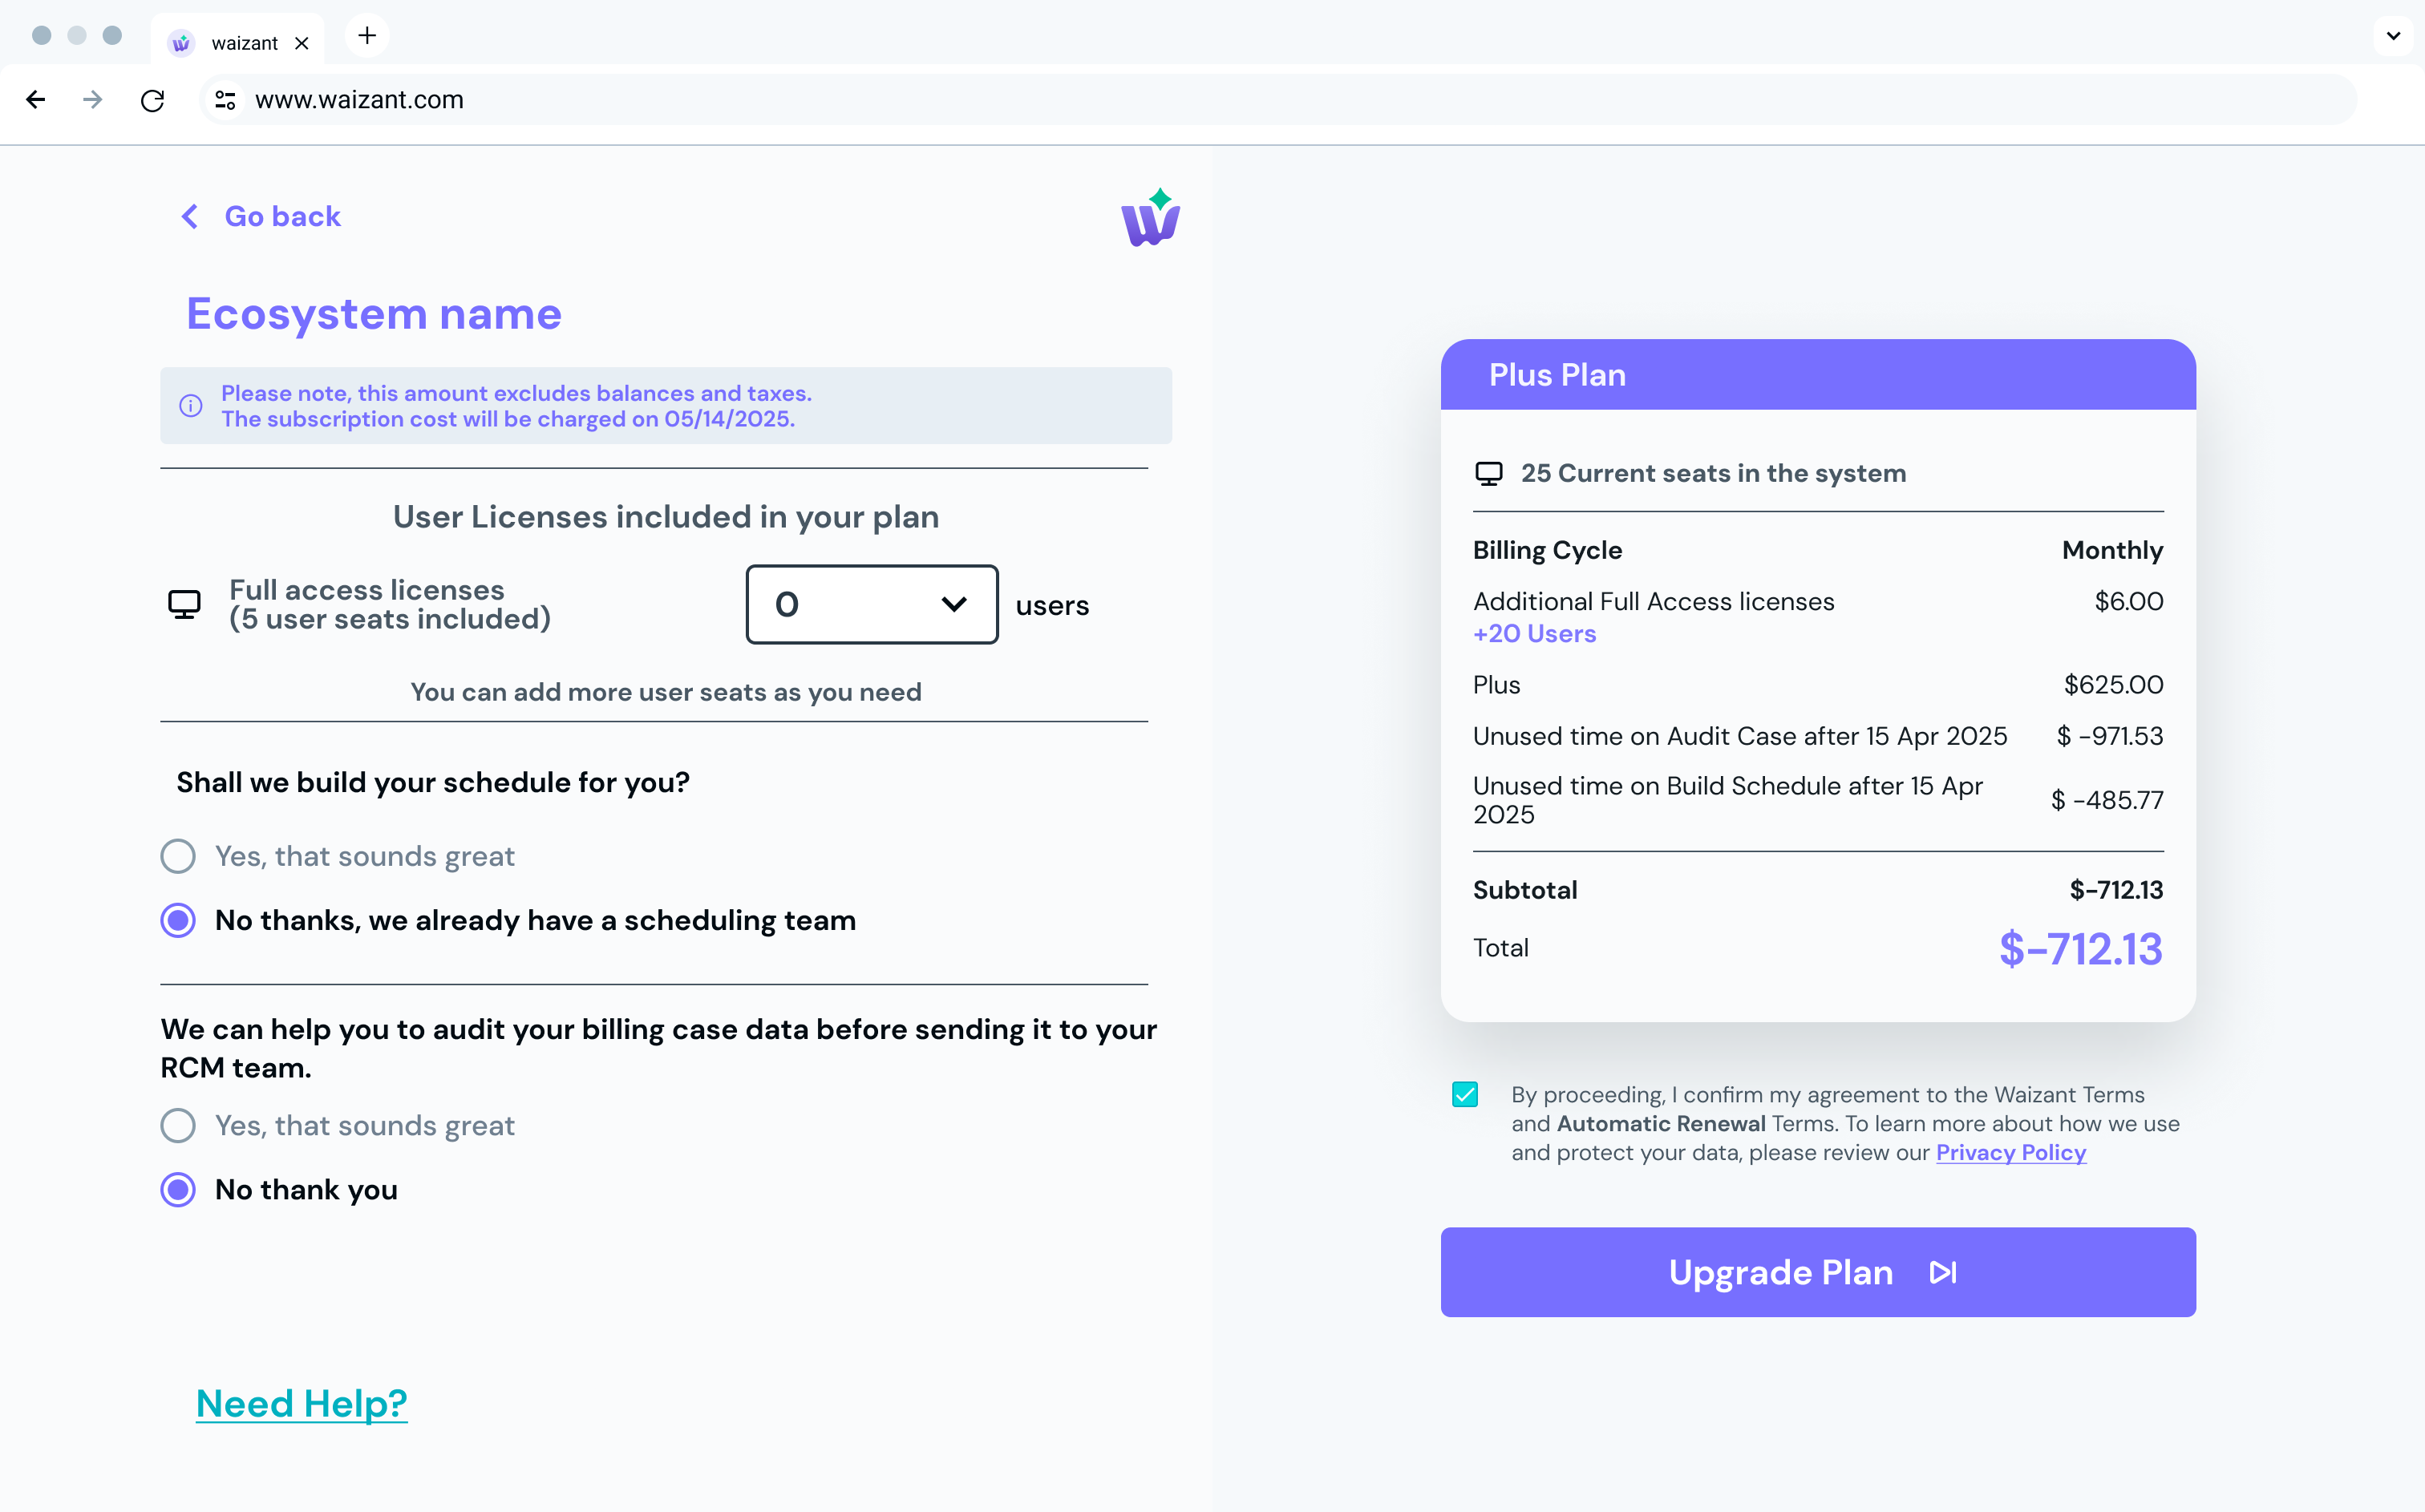 waizant
www.waizant.com
Go back
Ecosystem name
Please note, this amount excludes balances and taxes.
The subscription cost will be charged on 05/14/2025.
User Licenses included in your plan
Full access licenses
(5 user seats included)
0
users
You can add more user seats as you need
Shall we build your schedule for you?
Yes, that sounds great
No thanks, we already have a scheduling team
We can help you to audit your billing case data before sending it to your
RCM team.
Yes, that sounds great
No thank you
Need Help?
Plus Plan
25 Current seats in the system
Billing Cycle Monthly
Additional Full Access licenses $6.00
+20 Users
Plus $625.00
Unused time on Audit Case after 15 Apr 2025 $ -971.53
Unused time on Build Schedule after 15 Apr
2025 $ -485.77
Subtotal $-712.13
Total $-712.13
By proceeding, I confirm my agreement to the Waizant Terms
and Automatic Renewal Terms. To learn more about how we use
and protect your data, please review our Privacy Policy
Upgrade Plan